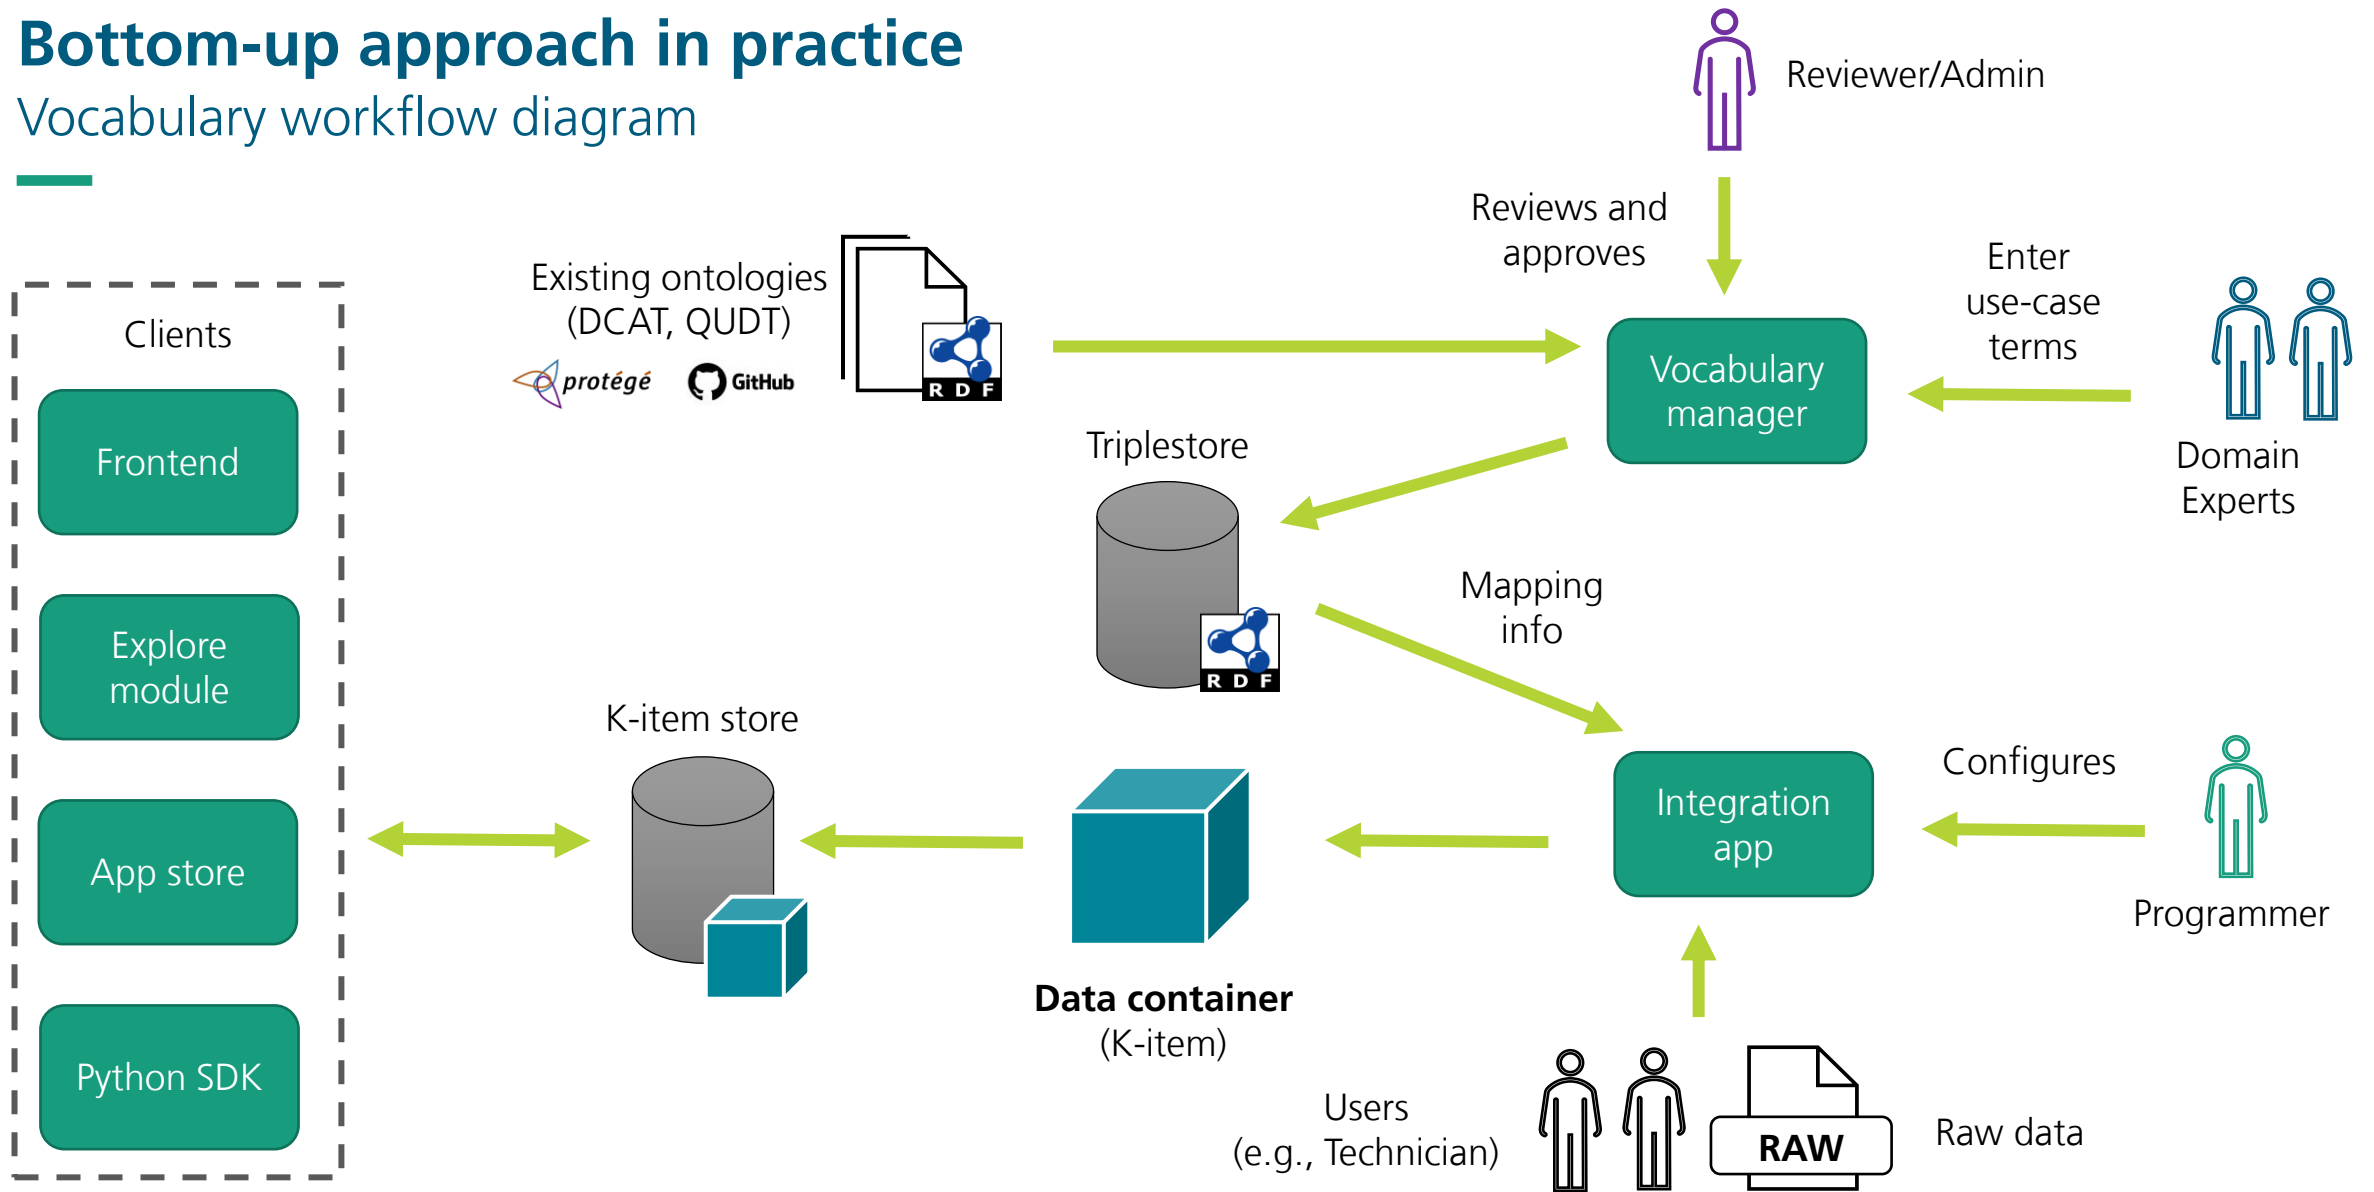 Bottom-up approach in practice
Vocabulary workflow diagram
Reviewer/Admin
Reviews and
approves
Enter
use-case
terms
Existing ontologies
(DCAT, QUDT)
protégé
GitHub
RDF
Vocabulary
manager
Domain
Experts
Clients
Frontend
Explore
module
App store
Python SDK
Triplestore
RDF
Mapping
info
K-item store
Data container
(K-item)
Integration
app
Configures
Programmer
Users
(e.g., Technician)
RAW
Raw data